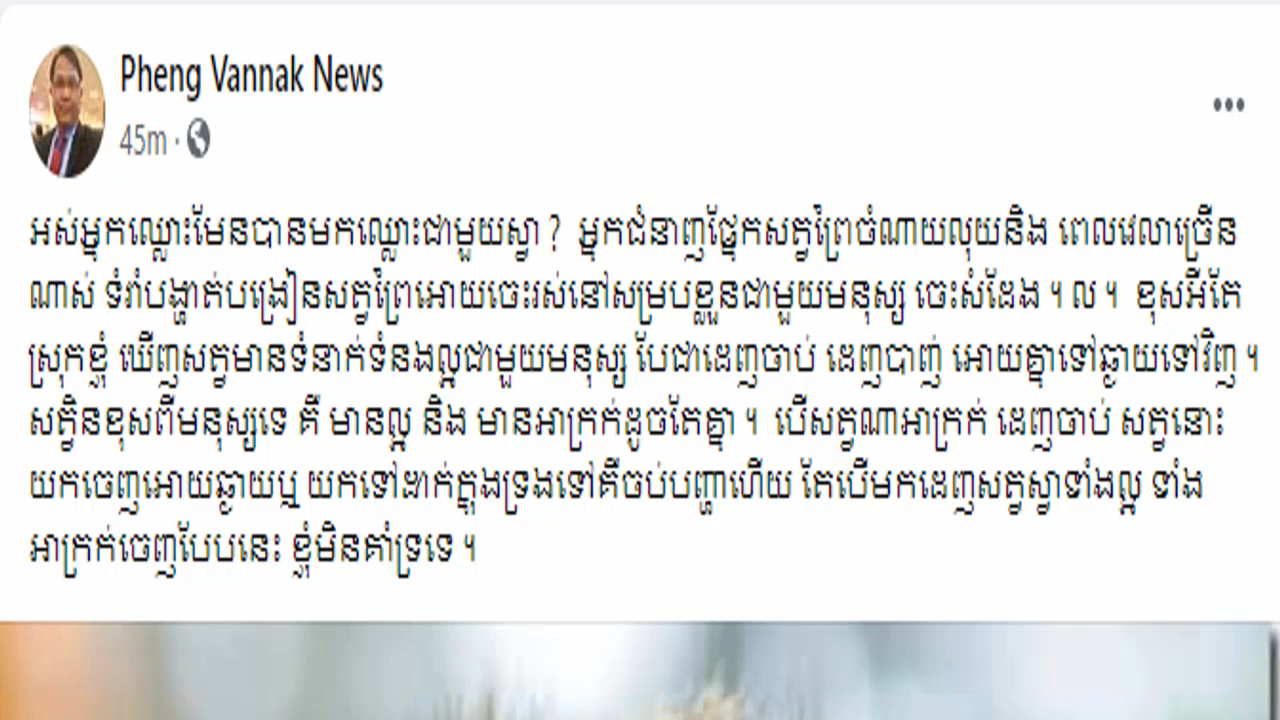 Pheng Vannak News
45m ·
អស់អ្នកឈ្លោះមែនបានមកឈ្លោះជាមួយស្វា ? អ្នកជំនាញផ្នែកសត្វព្រៃចំណាយលុយនិង ពេលវេលាច្រើន
ណាស់ ទំរាំបង្ហាត់បង្រៀនសត្វព្រៃអោយចេះរស់នៅសម្របខ្លួនជាមួយមនុស្ស ចេះសំដែង ។ ល ។ ខុសអីតែ
ស្រុកខ្ញុំ ឃើញសត្វមានទំនាក់ទំនងល្អជាមួយមនុស្ស បែជាដេញចាប់ ដេញបាញ់ អោយគ្នាទៅឆ្ងាយទៅវិញ ។
សត្វិនខុសពីមនុស្សទេ គឺ មានល្អ និង មានអាក្រក់ដូចតែគ្នា ។ បើសត្វណាអាក្រក់ ដេញចាប់ សត្វនោះ
យកចេញអោយឆ្ងាយឬ យកទៅដាក់ក្នុងទ្រុងទៅគឺចប់បញ្ហាហើយ តែបើមកដេញសត្វស្វាទាំងល្អ ទាំង
អាក្រក់ចេញបែបនេះ ខ្ញុំមិនគាំទ្រទេ ។